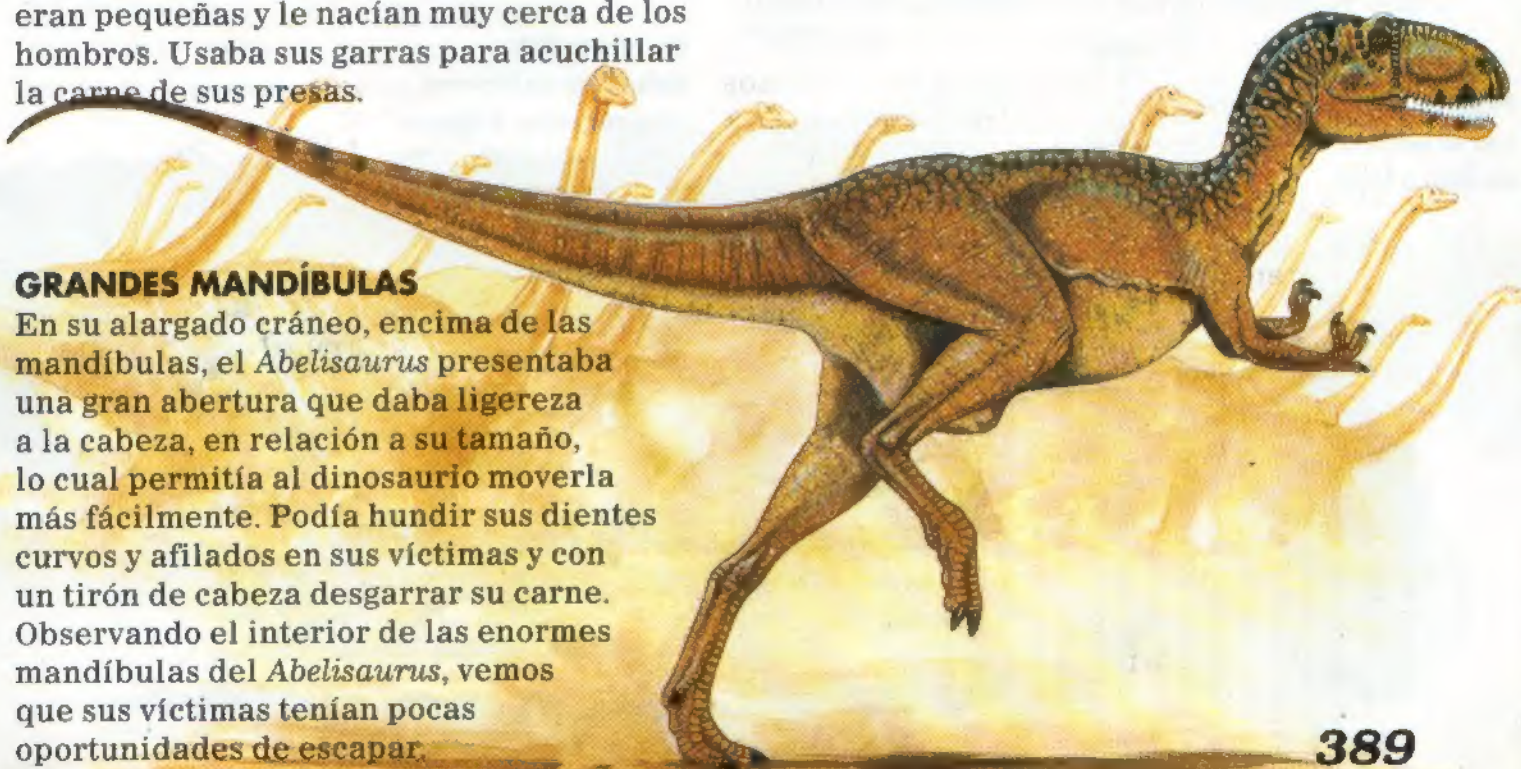 eran pequeñas y le nacían muy cerca de los
hombros. Usaba sus garras para acuchillar
la carne de sus presas.
GRANDES MANDÍBULAS
En su alargado cráneo, encima de las
mandíbulas, el Abelisaurus presentaba
una gran abertura que daba ligereza
a la cabeza, en relación a su tamaño,
lo cual permitía al dinosaurio moverla
más fácilmente. Podía hundir sus dientes
curvos y afilados en sus víctimas y con
un tirón de cabeza desgarrar su carne.
Observando el interior de las enormes
mandíbulas del Abelisaurus, vemos
que sus víctimas tenían pocas
oportunidades de escapar.
389